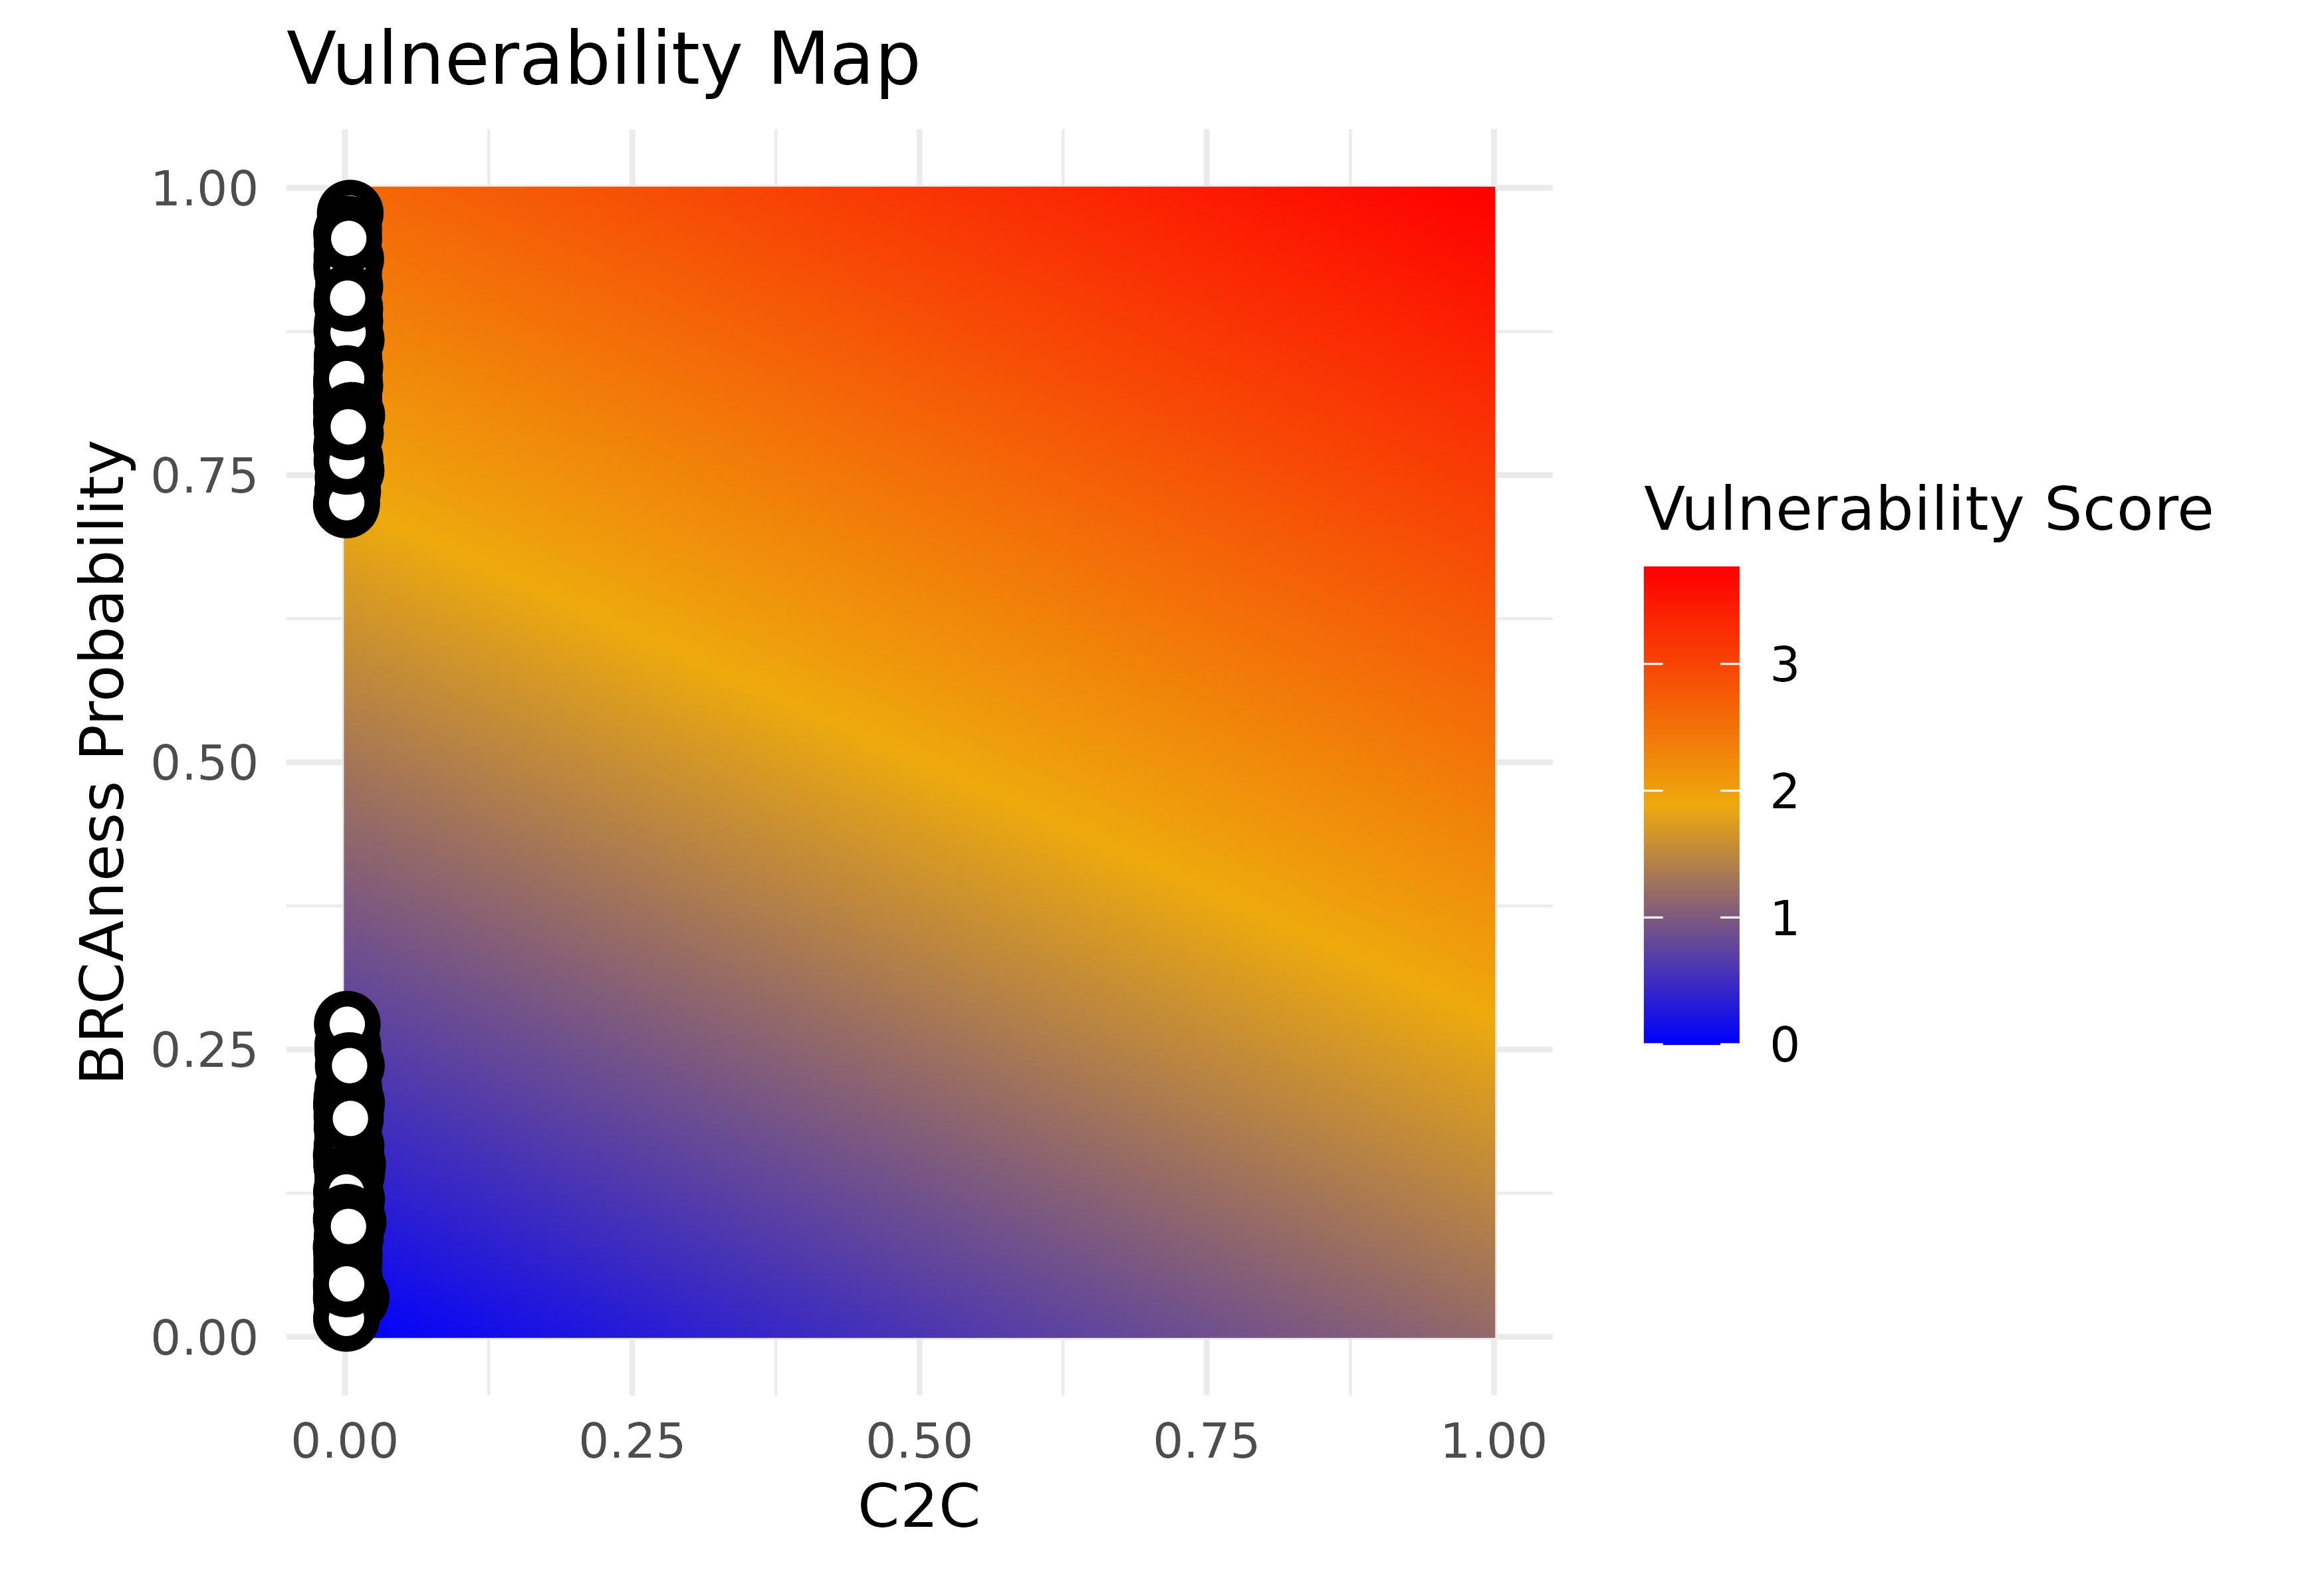 Vulnerability Map
BRCAness Probability
1.00
0.75
0.50
0.25
0.00
0.00 0.25 0.50 0.75 1.00
C2C
Vulnerability Score
3
2
1
0